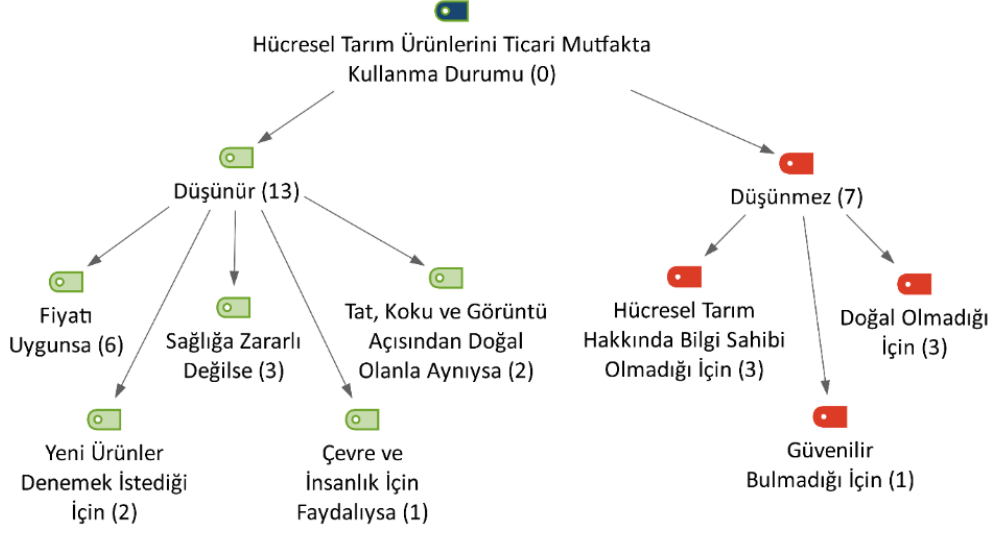 Hücresel Tarım Ürünlerini Ticari Mutfakta
Kullanma Durumu (0)
Düşünür (13)
Düşünmez (7)
Fiyatı
Uygunsa (6)
Sağlığa Zararlı
Değilse (3)
Tat, Koku ve Görüntü
Açısından Doğal
Olanla Aynıysa (2)
Hücresel Tarım
Hakkında Bilgi Sahibi
Olmadığı İçin (3)
Doğal Olmadığı
İçin (3)
Yeni Ürünler
Denemek İstediği
İçin (2)
Çevre ve
İnsanlık İçin
Faydalıysa (1)
Güvenilir
Bulmadığı İçin (1)